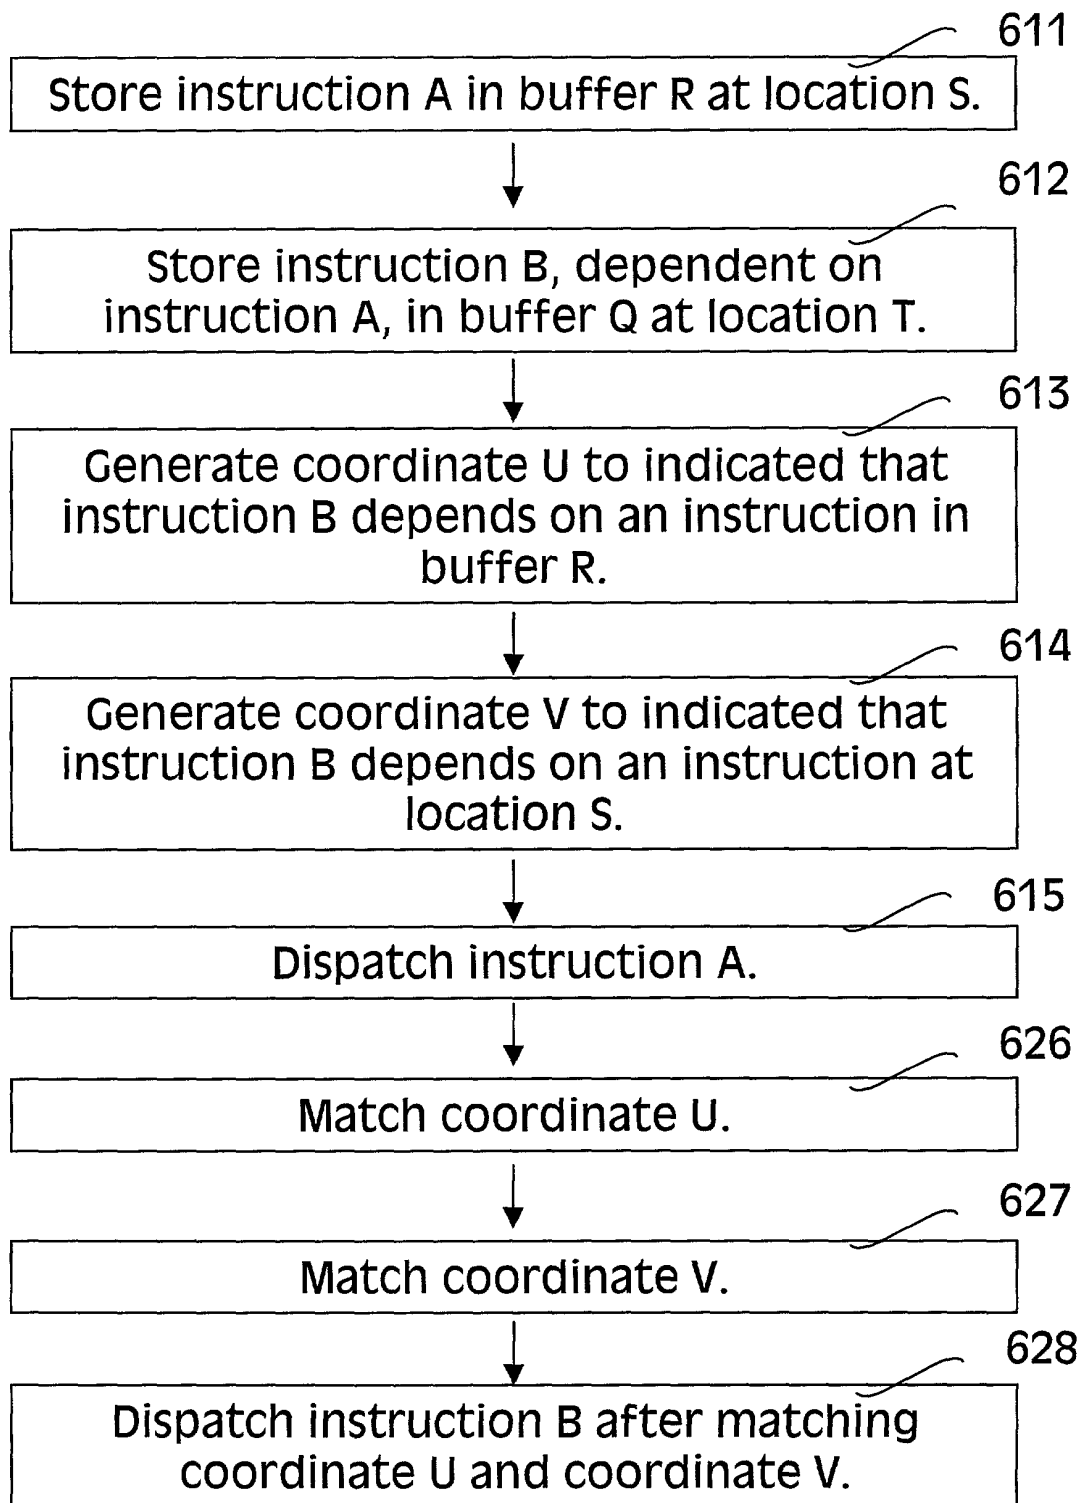 611
Store instruction A in buffer R at location S.
612
Store instruction B, dependent on
instruction A, in buffer Q at location T.
613
Generate coordinate U to indicated that
instruction B depends on an instruction in
buffer R.
614
Generate coordinate V to indicated that
instruction B depends on an instruction at
location S.
615
Dispatch instruction A.
626
Match coordinate U.
627
Match coordinate V.
628
Dispatch instruction B after matching
coordinate U and coordinate V.